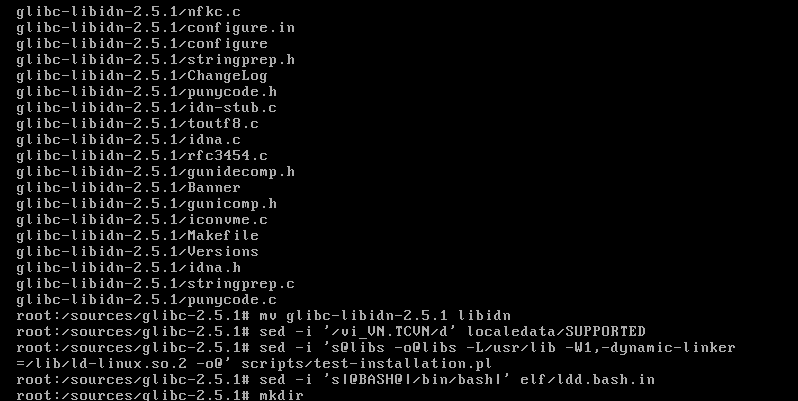 glibc-libidn-2.5.1/nfkc.c
glibc-libidn-2.5.1/configure.in
glibc-libidn-2.5.1/configure
glibc-libidn-2.5.1/stringprep.h
glibc-libidn-2.5.1/ChangeLog
glibc-libidn-2.5.1/punycode.h
glibc-libidn-2.5.1/idn-stub.c
glibc-libidn-2.5.1/toutf8.c
glibc-libidn-2.5.1/idna.c
glibc-libidn-2.5.1/rfc3454.c
glibc-libidn-2.5.1/gunidecomp.h
glibc-libidn-2.5.1/Banner
glibc-libidn-2.5.1/gunicomp.h
glibc-libidn-2.5.1/iconvme.c
glibc-libidn-2.5.1/Makefile
glibc-libidn-2.5.1/Versions
glibc-libidn-2.5.1/idna.h
glibc-libidn-2.5.1/stringprep.c
glibc-libidn-2.5.1/punycode.c
root:/sources/glibc-2.5.1# mv glibc-libidn-2.5.1 libidn
root:/sources/glibc-2.5.1# sed -i '/vi_VN.TCVN/d' localedata/SUPPORTED
root:/sources/glibc-2.5.1# sed -i 's@libs -o@libs -L/usr/lib -W1,-dynamic-linker
=/lib/ld-linux.so.2 -o@' scripts/test-installation.pl
root:/sources/glibc-2.5.1# sed -i 's|@BASH@|/bin/bash|' elf/ldd.bash.in
root:/sources/glibc-2.5.1# mkdir